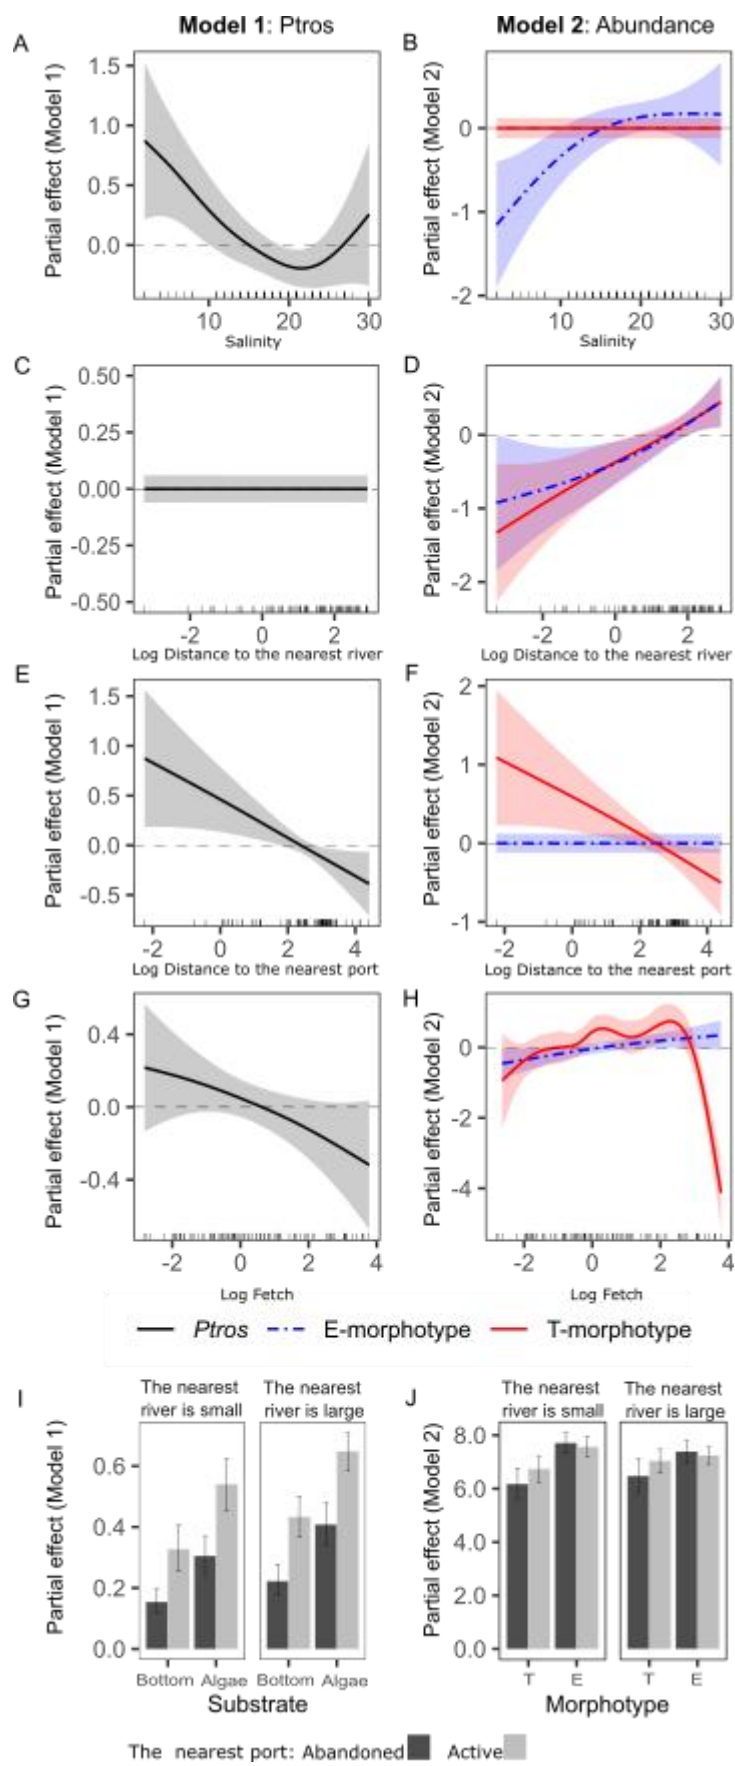 Model 1: Ptros
Model 2: Abundance
A
Partial effect (Model 1)
1.5
1.0
0.5
0.0
10 20 30
Salinity
B
Partial effect (Model 2)
0
-1
-2
10 20 30
Salinity
C
Partial effect (Model 1)
0.50
0.25
0.00
-0.25
-0.50
-2 0 2
Log Distance to the nearest river
D
Partial effect (Model 2)
0
-1
-2
-2 0 2
Log Distance to the nearest river
E
Partial effect (Model 1)
1.5
1.0
0.5
0.0
-0.5
-2 0 2 4
Log Distance to the nearest port
F
Partial effect (Model 2)
2
1
0
-1
-2 0 2 4
Log Distance to the nearest port
G
Partial effect (Model 1)
0.4
0.0
-0.4
-2 0 2 4
Log Fetch
H
Partial effect (Model 2)
0
-2
-4
-2 0 2 4
Log Fetch
Ptros E-morphotype T-morphotype
I
The nearest
river is small
The nearest
river is large
Partial effect (Model 1)
0.6
0.4
0.2
0.0
Bottom Algae Bottom Algae
Substrate
J
The nearest
river is small
The nearest
river is large
Partial effect (Model 2)
8.0
6.0
4.0
2.0
0.0
T E T E
Morphotype
The nearest port: Abandoned Active